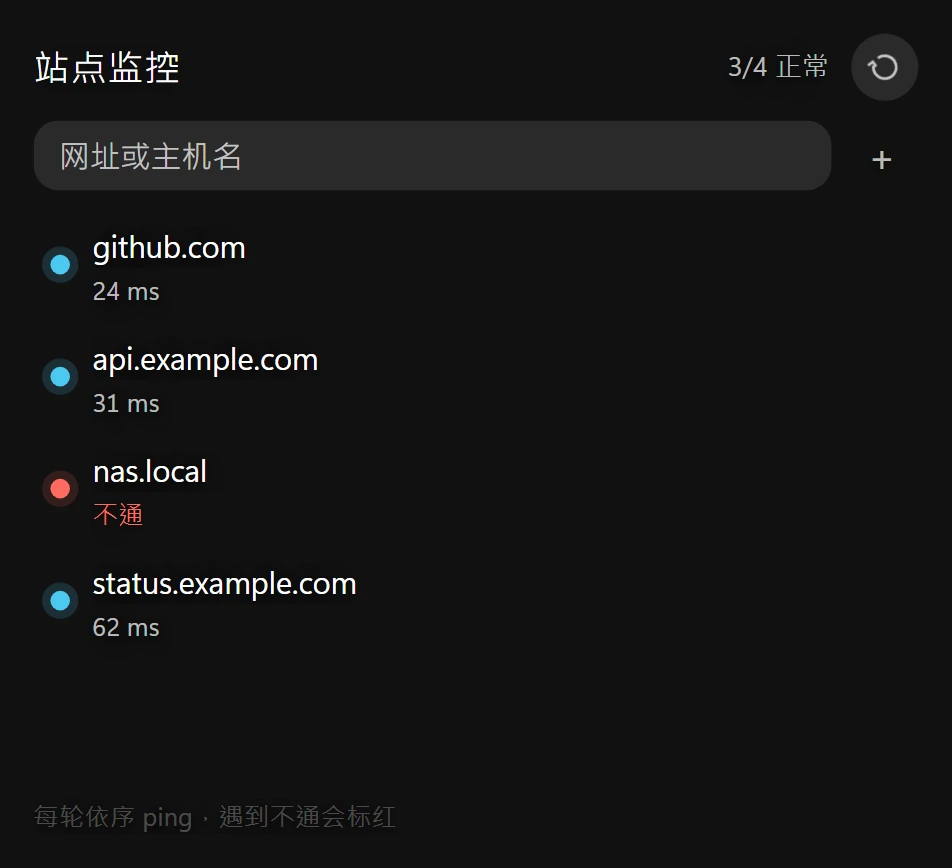 站点监控
3/4 正常
网址或主机名
+
github.com
24 ms
api.example.com
31 ms
nas.local
不通
status.example.com
62 ms
每轮依序 ping，遇到不通会标红